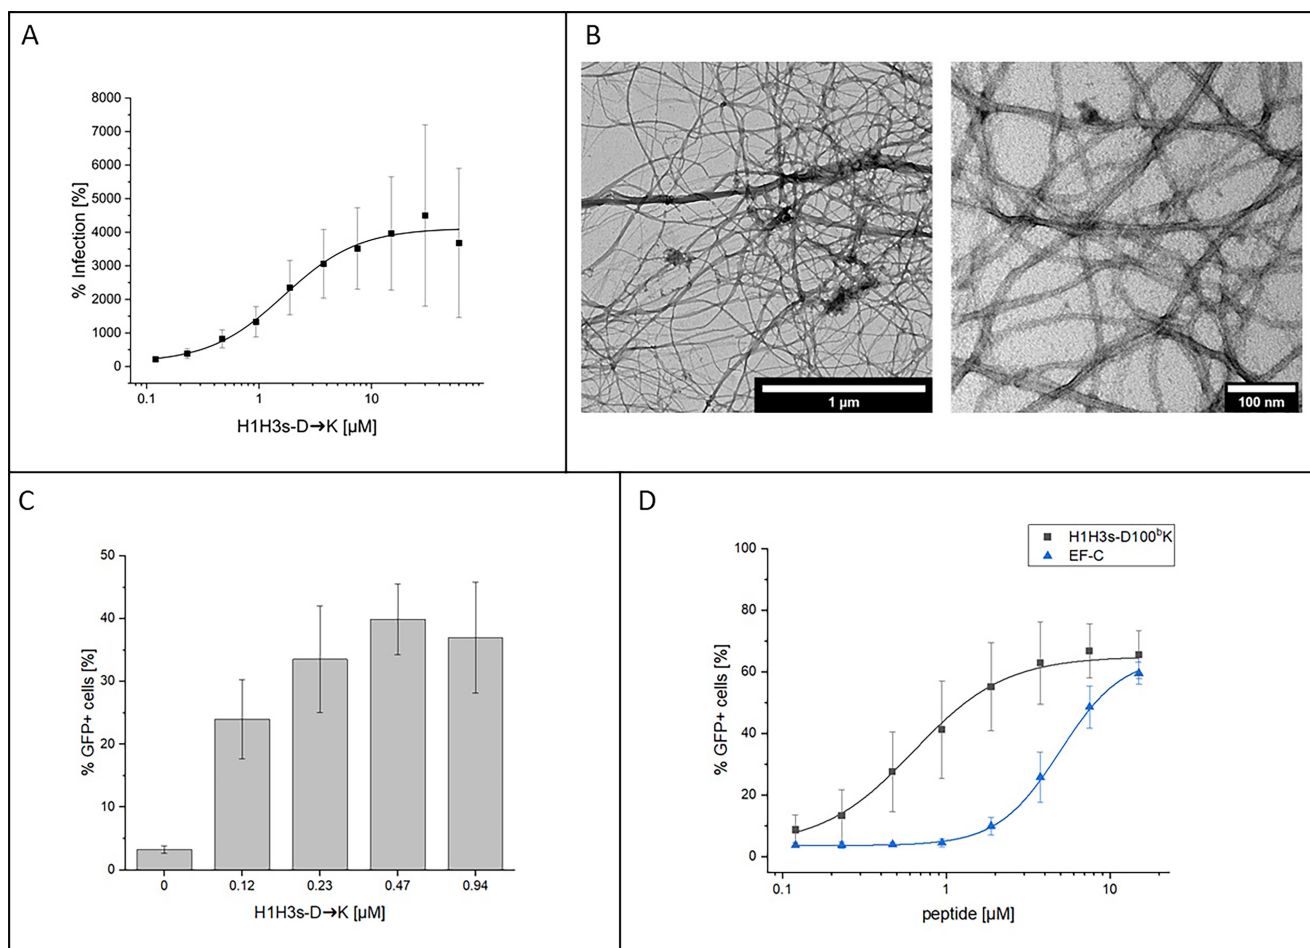 A
8000
7000
6000
5000
4000
3000
2000
1000
0
% Infection [%]
0.1 1 10
H1H3s-D➔K [µM]
B
1 µm
100 nm
C
50
40
30
20
10
0
% GFP+ cells [%]
0 0.12 0.23 0.47 0.94
H1H3s-D➔K [µM]
D
H1H3s-D100ᵇK
EF-C
100
80
60
40
20
0
% GFP+ cells [%]
0.1 1 10
peptide [µM]